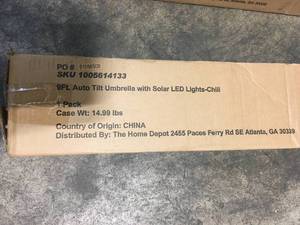 PO #
SKU 1005614133
9Ft. Auto Tilt Umbrella with Solar LED Lights-Chili
1 Pack
Case Wt: 14.99 lbs
Country of Origin: CHINA
Distributed By: The Home Depot 2455 Paces Ferry Rd SE Atlanta, GA 30339